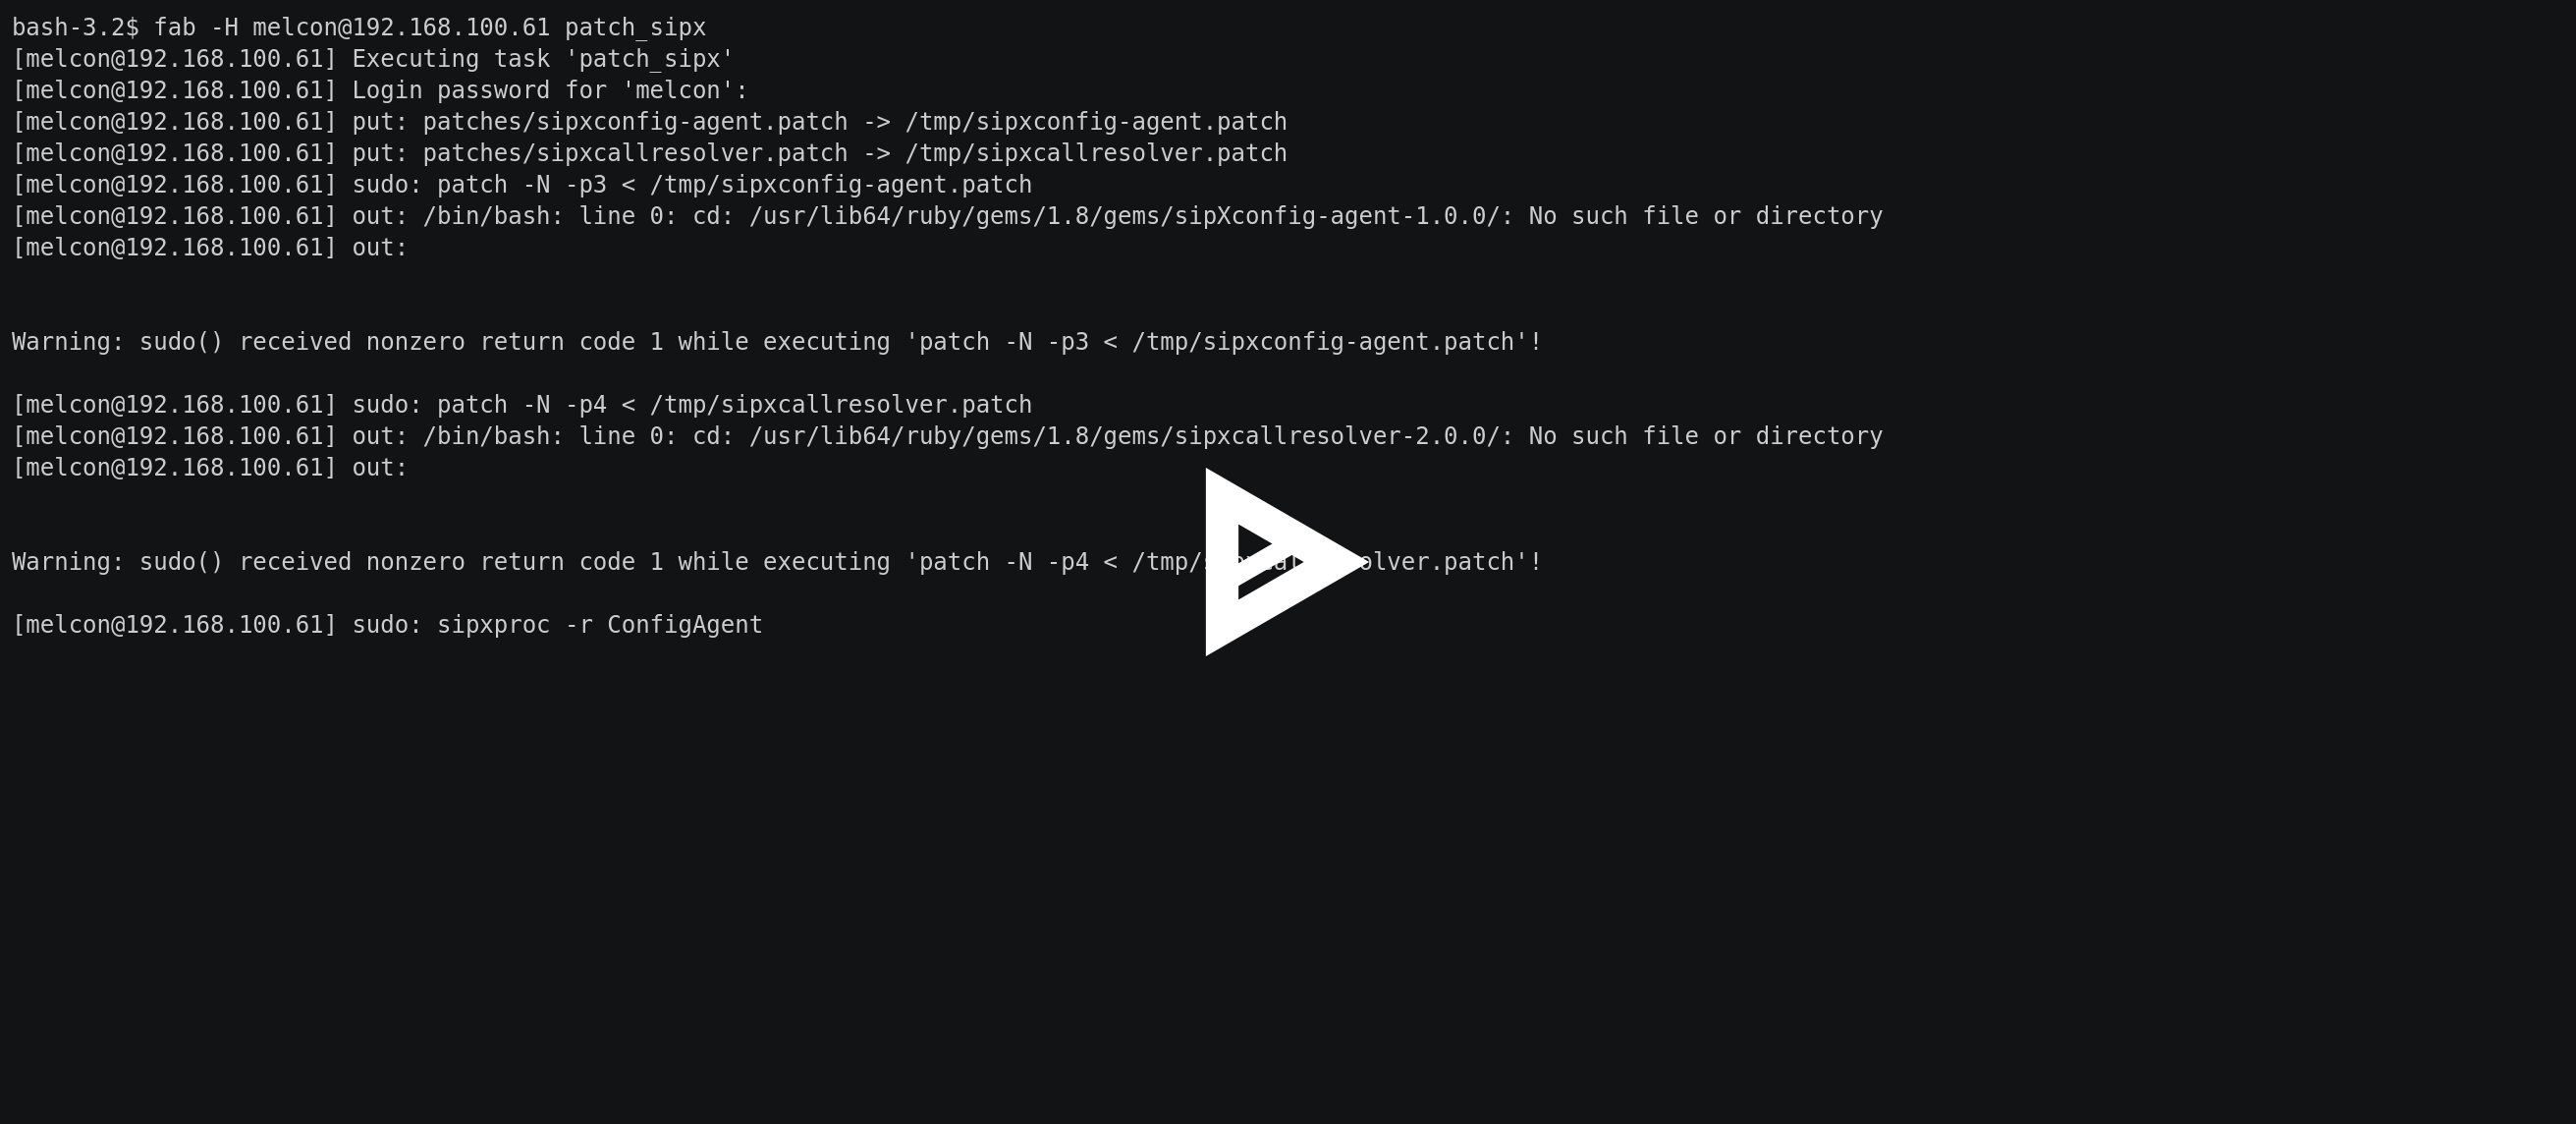 bash-3.2$ fab -H melcon@192.168.100.61 patch_sipx
[melcon@192.168.100.61] Executing task 'patch_sipx'
[melcon@192.168.100.61] Login password for 'melcon':
[melcon@192.168.100.61] put: patches/sipxconfig-agent.patch -> /tmp/sipxconfig-agent.patch
[melcon@192.168.100.61] put: patches/sipxcallresolver.patch -> /tmp/sipxcallresolver.patch
[melcon@192.168.100.61] sudo: patch -N -p3 < /tmp/sipxconfig-agent.patch
[melcon@192.168.100.61] out: /bin/bash: line 0: cd: /usr/lib64/ruby/gems/1.8/gems/sipXconfig-agent-1.0.0/: No such file or directory
[melcon@192.168.100.61] out:
Warning: sudo() received nonzero return code 1 while executing 'patch -N -p3 < /tmp/sipxconfig-agent.patch'!
[melcon@192.168.100.61] sudo: patch -N -p4 < /tmp/sipxcallresolver.patch
[melcon@192.168.100.61] out: /bin/bash: line 0: cd: /usr/lib64/ruby/gems/1.8/gems/sipxcallresolver-2.0.0/: No such file or directory
[melcon@192.168.100.61] out:
Warning: sudo() received nonzero return code 1 while executing 'patch -N -p4 < /tmp/sipxcallresolver.patch'!
[melcon@192.168.100.61] sudo: sipxproc -r ConfigAgent